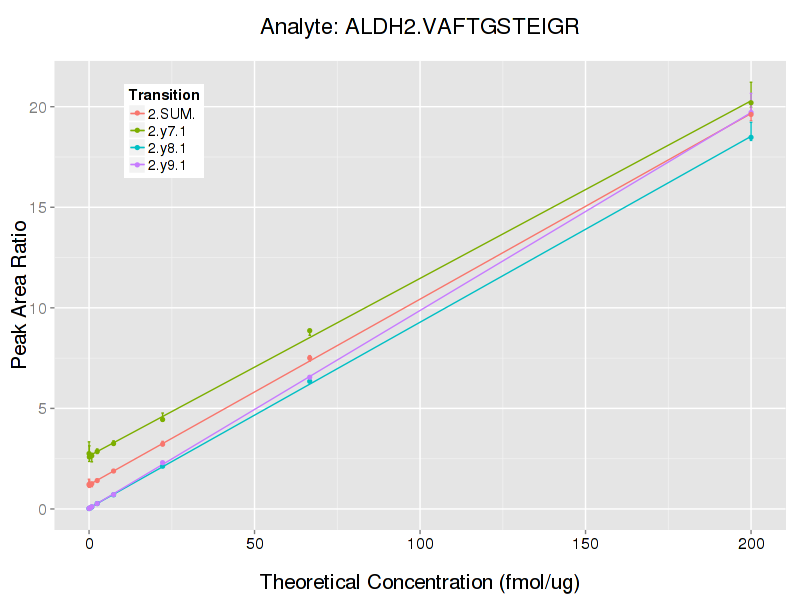 Analyte: ALDH2.VAFTGSTEIGR
Transition
2.SUM.
2.y7.1
2.y8.1
2.y9.1
20
15
10
5
0
Peak Area Ratio
0 50 100 150 200
Theoretical Concentration (fmol/ug)